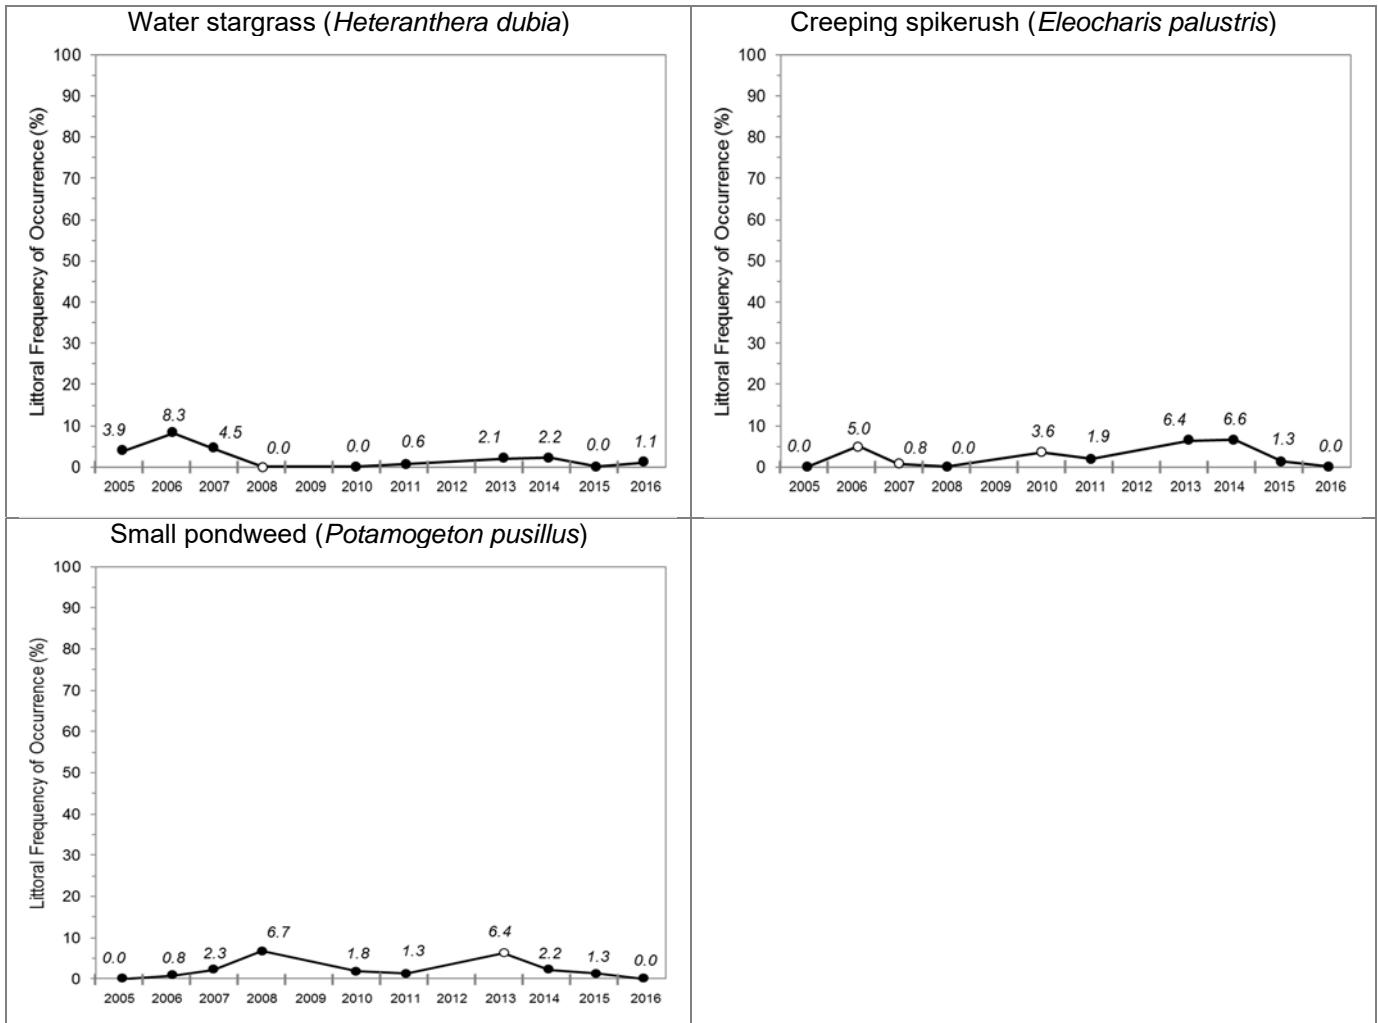 Water stargrass (Heteranthera dubia)
Littoral Frequency of Occurrence (%)
100
90
80
70
60
50
40
30
20
10
0
3.9 8.3 4.5 0.0 0.0 0.6 2.1 2.2 0.0 1.1
2005 2006 2007 2008 2009 2010 2011 2012 2013 2014 2015 2016
Creeping spikerush (Eleocharis palustris)
Littoral Frequency of Occurrence (%)
100
90
80
70
60
50
40
30
20
10
0
0.0 5.0 0.8 0.0 3.6 1.9 6.4 6.6 1.3 0.0
2005 2006 2007 2008 2009 2010 2011 2012 2013 2014 2015 2016
Small pondweed (Potamogeton pusillus)
Littoral Frequency of Occurrence (%)
100
90
80
70
60
50
40
30
20
10
0
0.0 0.8 2.3 6.7 1.8 1.3 6.4 2.2 1.3 0.0
2005 2006 2007 2008 2009 2010 2011 2012 2013 2014 2015 2016